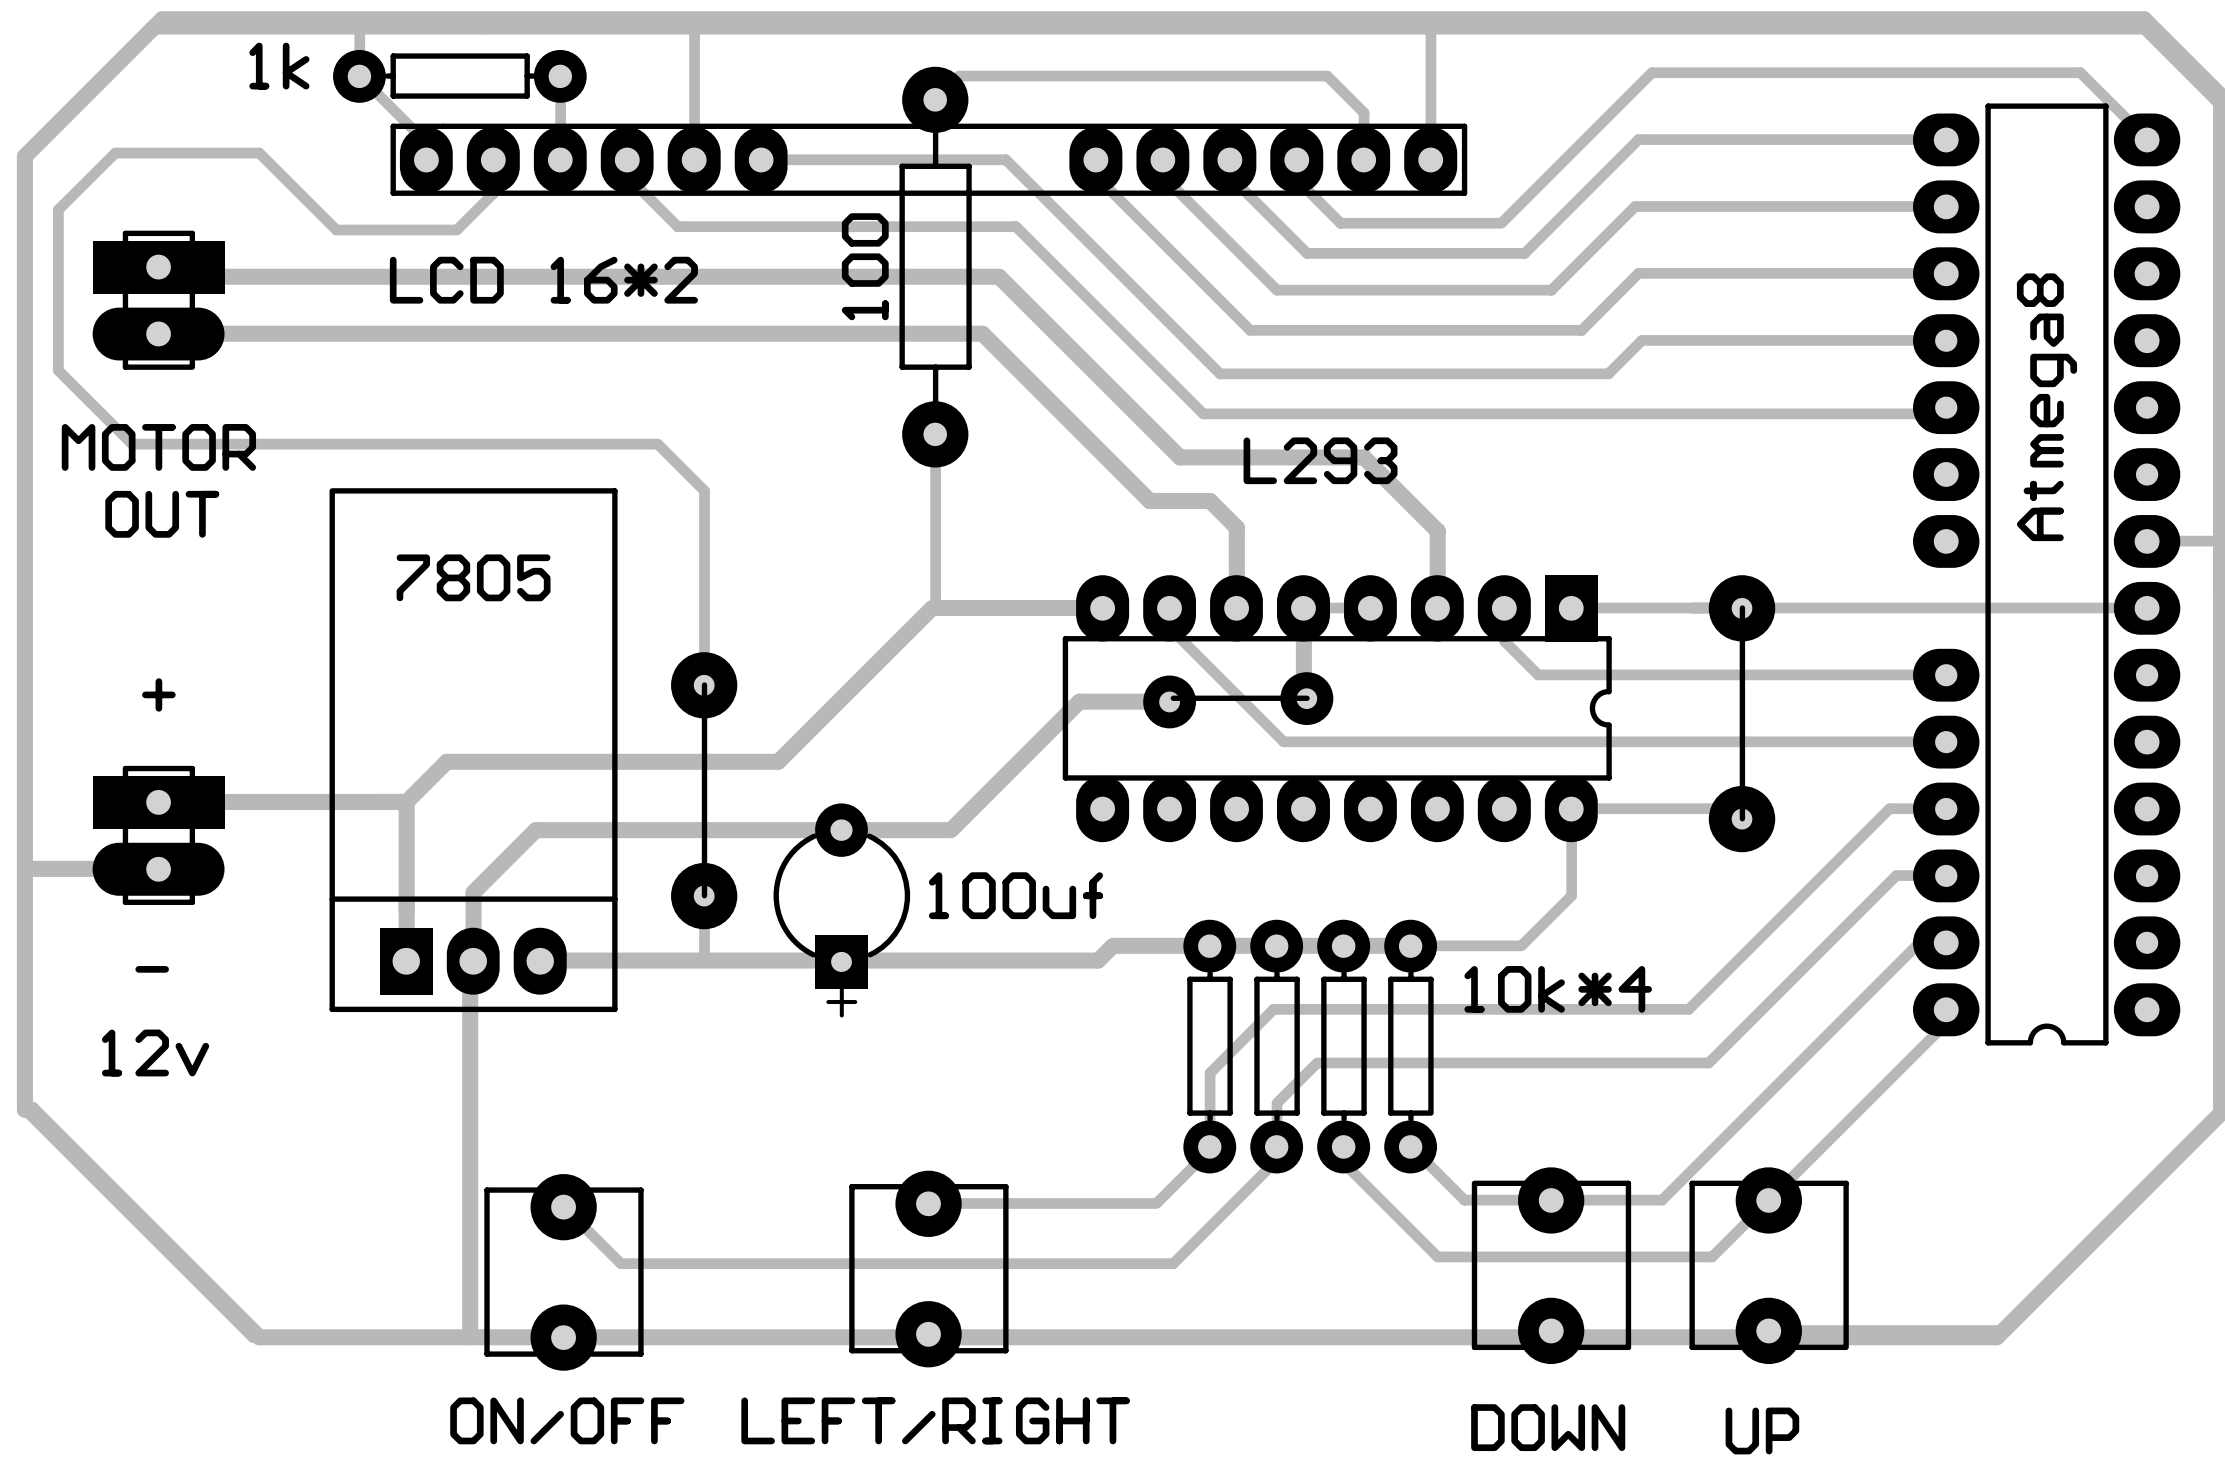 1k
LCD 16*2
100
MOTOR
OUT
L293
Atmega8
7805
+
-
12v
100uf
+
10k*4
ON/OFF
LEFT/RIGHT
DOWN
UP